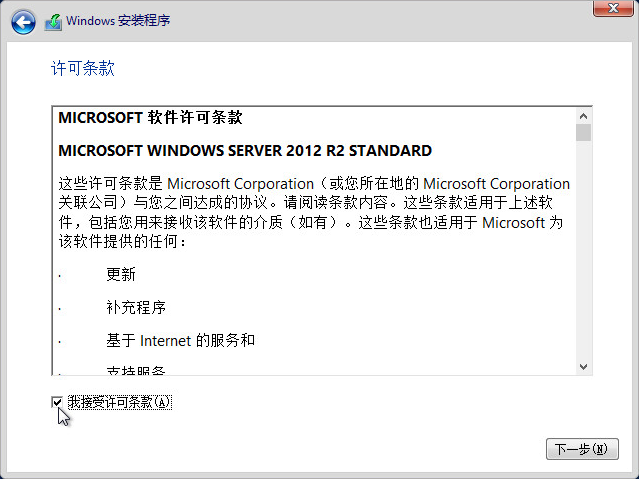 Windows 安装程序
许可条款
MICROSOFT 软件许可条款
MICROSOFT WINDOWS SERVER 2012 R2 STANDARD
这些许可条款是 Microsoft Corporation（或您所在地的 Microsoft Corporation
关联公司）与您之间达成的协议。请阅读条款内容。这些条款适用于上述软
件，包括您用来接收该软件的介质（如有）。这些条款也适用于 Microsoft 为
该软件提供的任何：
· 更新
· 补充程序
· 基于 Internet 的服务和
· 支持服务
我接受许可条款(A)
下一步(N)